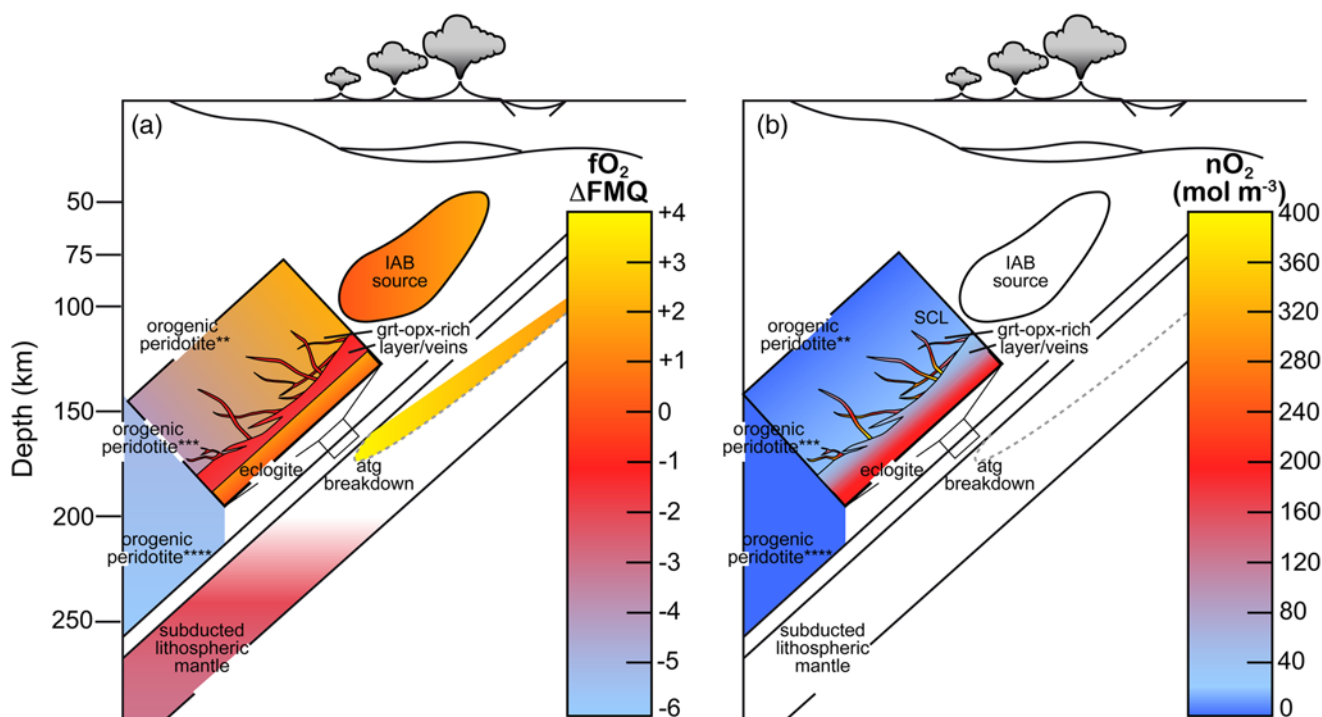 (a)
fO₂
ΔFMQ
Depth (km)
50
75
100
150
200
250
+4
+3
+2
+1
0
-1
-2
-3
-4
-5
-6
IAB
source
orogenic
peridotite**
grt-opx-rich
layer/veins
orogenic
peridotite***
eclogite
atg
breakdown
orogenic
peridotite****
subducted
lithospheric
mantle
(b)
nO₂
(mol m⁻³)
400
360
320
280
240
200
160
120
80
40
0
IAB
source
SCL
orogenic
peridotite**
grt-opx-rich
layer/veins
orogenic
peridotite***
eclogite
atg
breakdown
orogenic
peridotite****
subducted
lithospheric
mantle